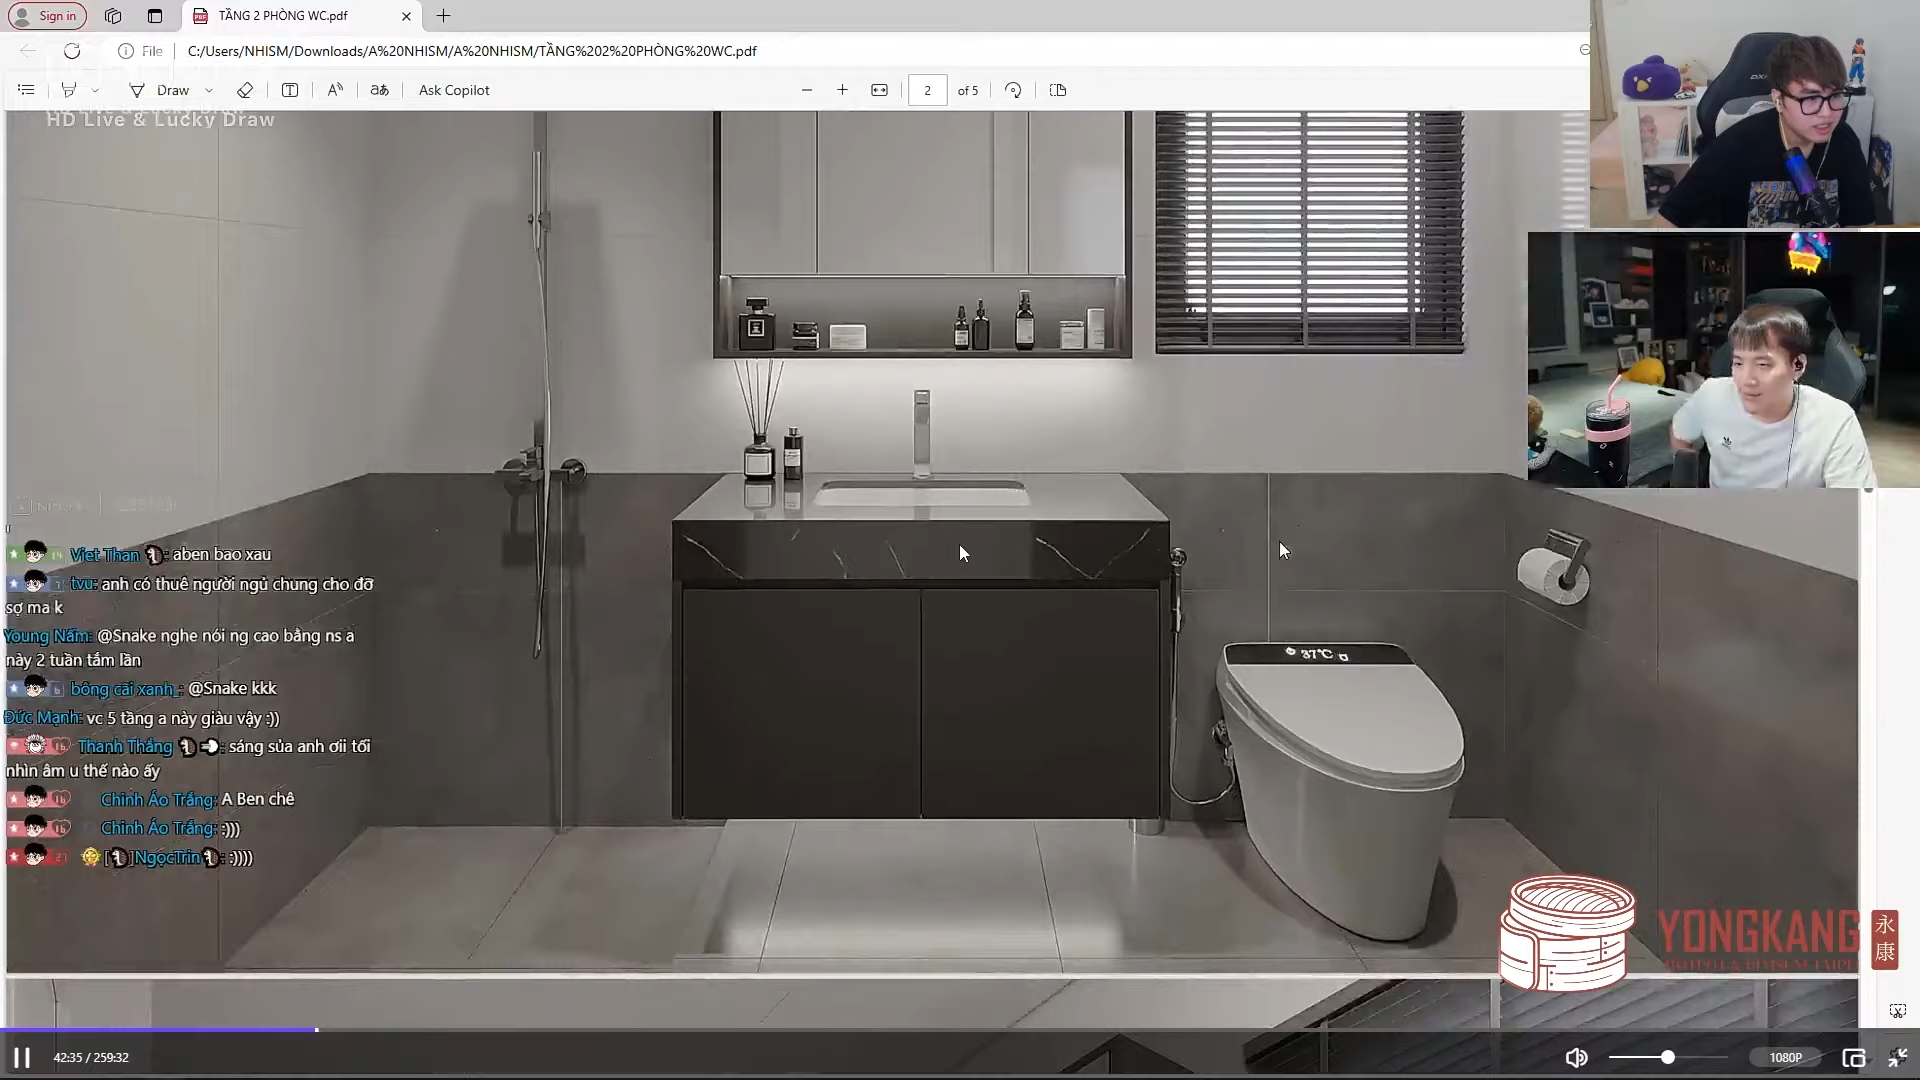 Sign in
TẦNG 2 PHÒNG WC.pdf
File
C:/Users/NHISM/Downloads/A%20NHISM/A%20NHISM/TẦNG%202%20PHÒNG%20WC.pdf
Draw
Ask Copilot
2
of 5
HD Live & Lucky Draw
HD Live & Lucky Draw
Viet Than : aben bao xau
tvu: anh có thuê người ngủ chung cho đỡ
sợ ma k
Young Nấm: @Snake nghe nói ng cao bằng ns a
này 2 tuần tắm lần
bông cải xanh_: @Snake kkk
Đức Mạnh: vc 5 tầng a này giàu vậy :))
Thanh Thắng : sáng sủa anh ơii tối
nhìn âm u thế nào ấy
Chinh Áo Trắng: A Ben chê
Chinh Áo Trắng: :)))
[ ]NgọcTrin : :))))
37°C
YONGKANG
永康
42:35 / 259:32
1080P